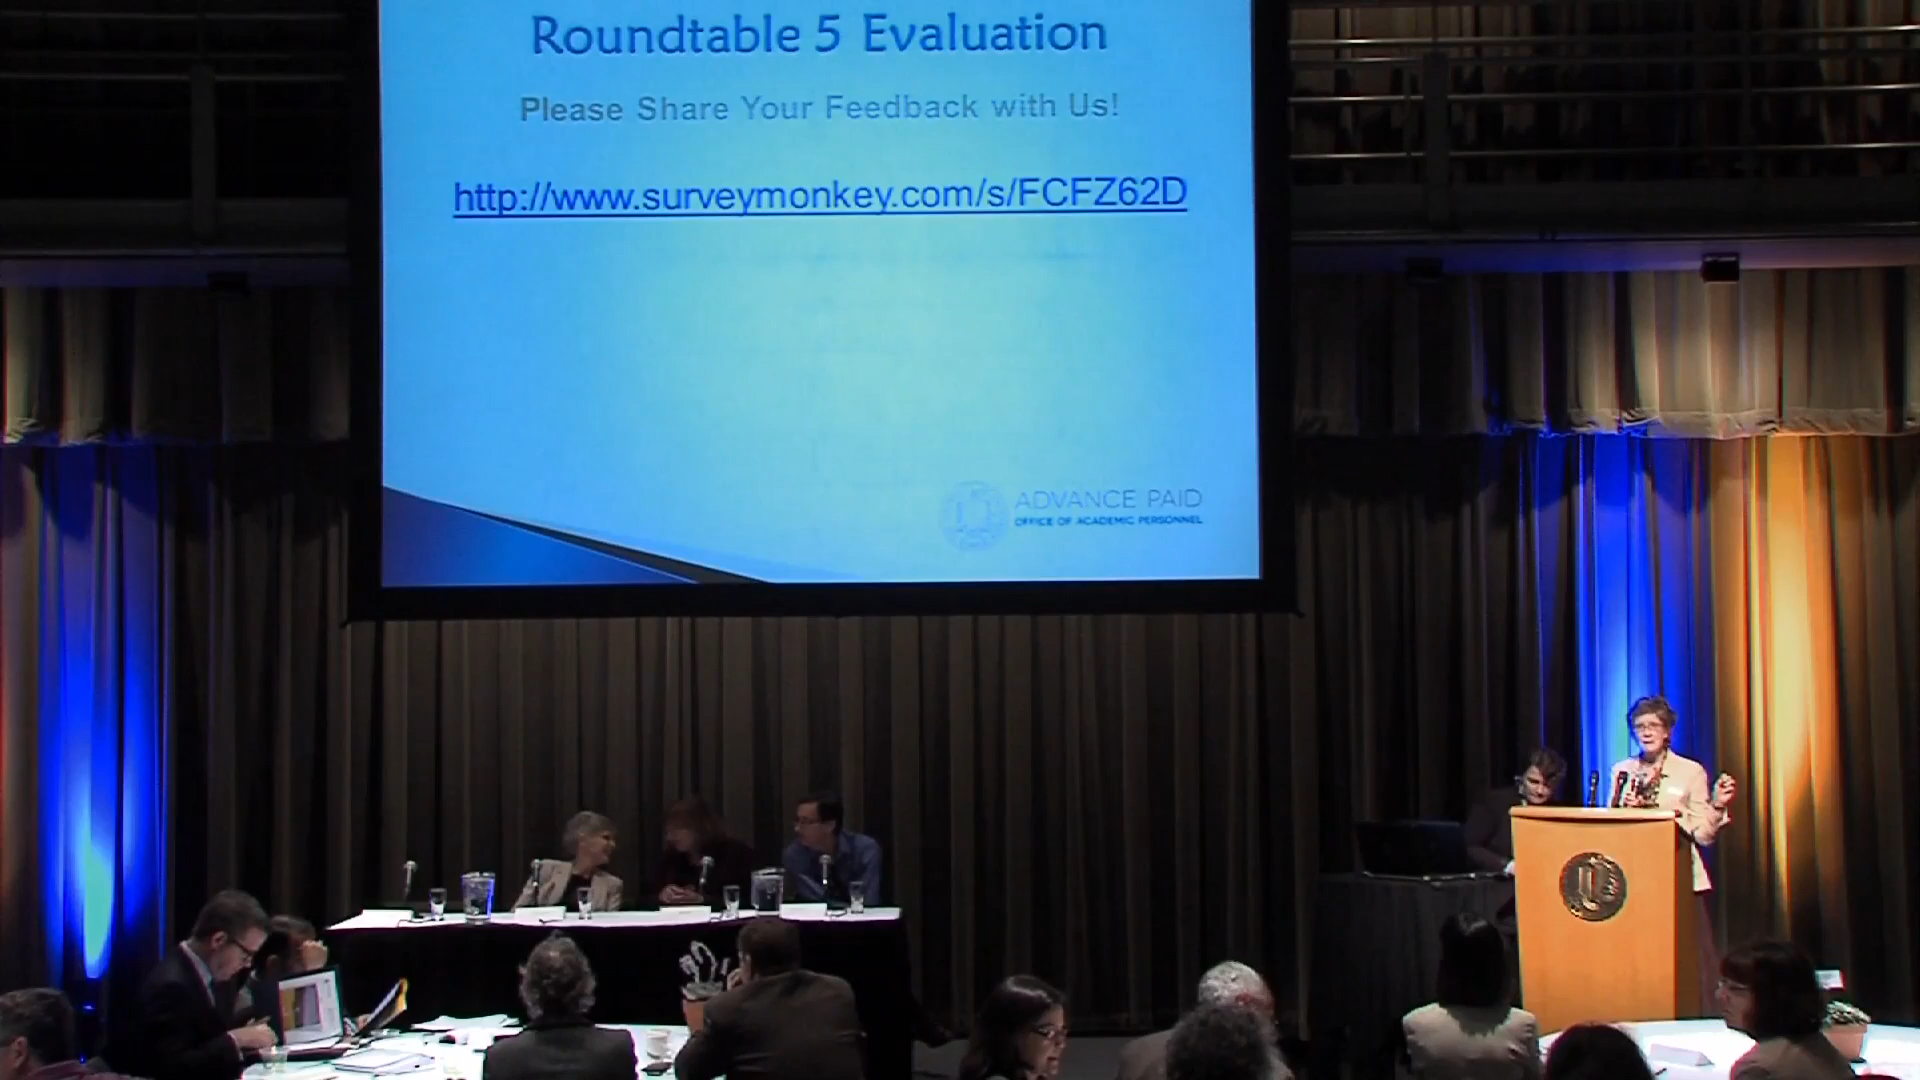 Roundtable 5 Evaluation
Please Share Your Feedback with Us!
http://www.surveymonkey.com/s/FCFZ62D
ADVANCE PAID
OFFICE OF ACADEMIC PERSONNEL